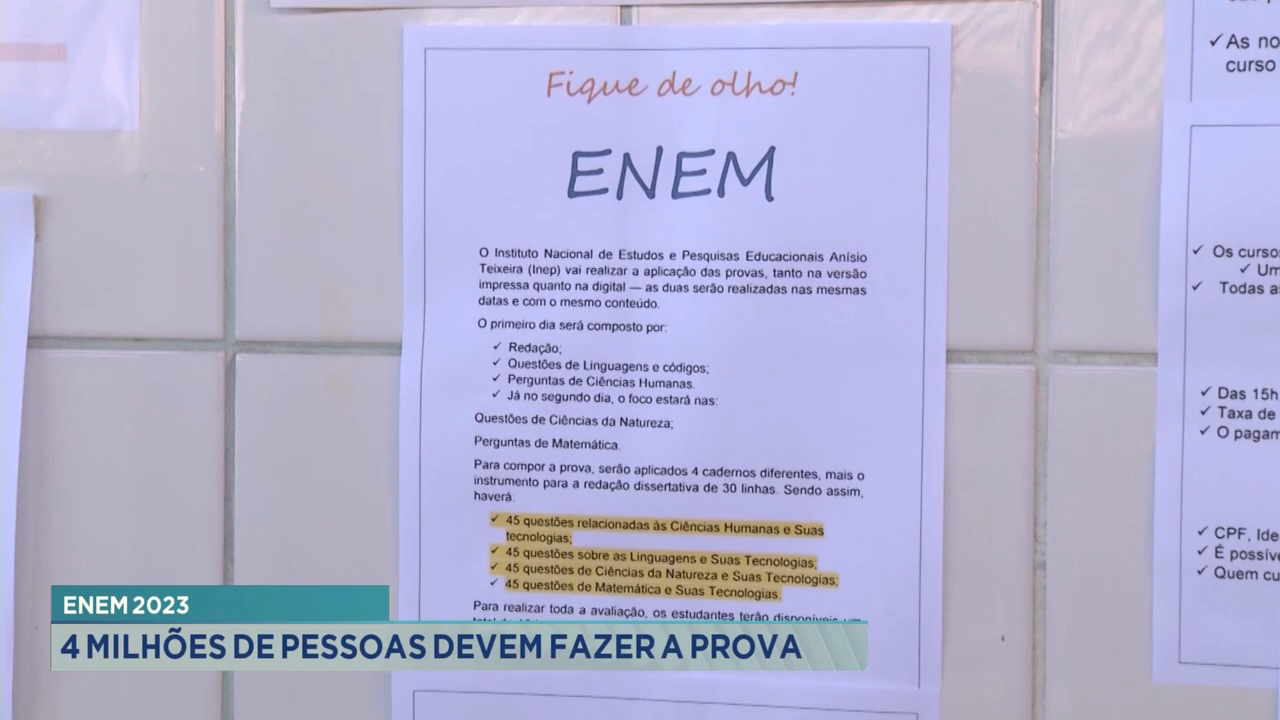 Fique de olho!
ENEM
O Instituto Nacional de Estudos e Pesquisas Educacionais Anísio
Teixeira (Inep) vai realizar a aplicação das provas, tanto na versão
impressa quanto na digital — as duas serão realizadas nas mesmas
datas e com o mesmo conteúdo.
O primeiro dia será composto por:
✓ Redação;
✓ Questões de Linguagens e códigos;
✓ Perguntas de Ciências Humanas.
✓ Já no segundo dia, o foco estará nas:
Questões de Ciências da Natureza;
Perguntas de Matemática.
Para compor a prova, serão aplicados 4 cadernos diferentes, mais o
instrumento para a redação dissertativa de 30 linhas. Sendo assim,
haverá:
✓ 45 questões relacionadas às Ciências Humanas e Suas
tecnologias;
✓ 45 questões sobre as Linguagens e Suas Tecnologias;
✓ 45 questões de Ciências da Natureza e Suas Tecnologias;
✓ 45 questões de Matemática e Suas Tecnologias.
Para realizar toda a avaliação, os estudantes terão
✓ As no
curso
✓ Os curso
✓ Um
✓ Todas a
✓ Das 15h
✓ Taxa de
✓ O pagam
✓ CPF, Ide
✓ É possíve
✓ Quem cu
ENEM 2023
4 MILHÕES DE PESSOAS DEVEM FAZER A PROVA